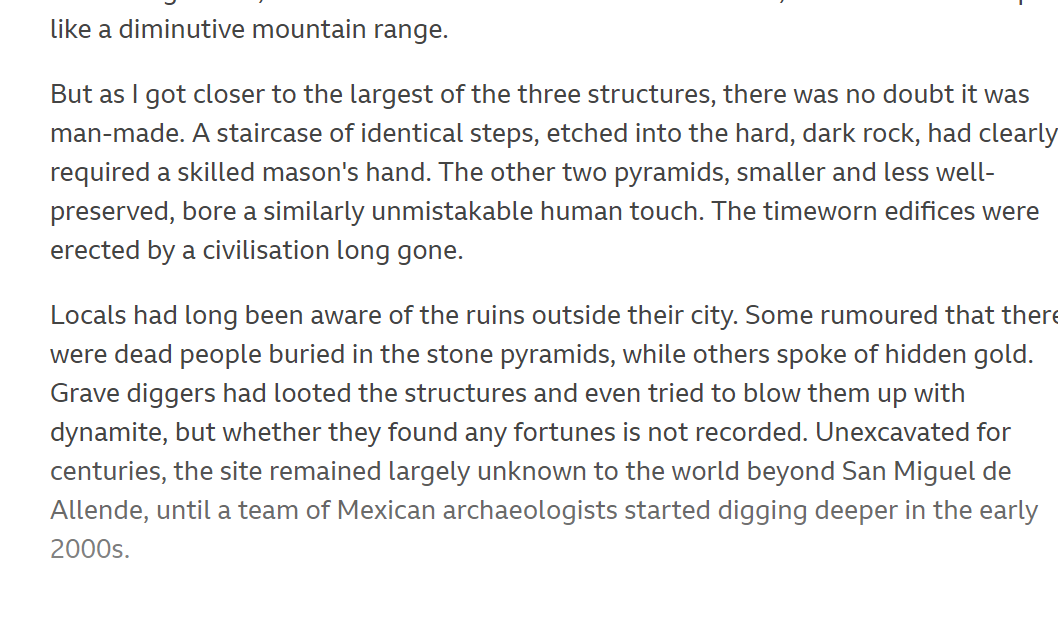 like a diminutive mountain range.
But as I got closer to the largest of the three structures, there was no doubt it was
man-made. A staircase of identical steps, etched into the hard, dark rock, had clearly
required a skilled mason's hand. The other two pyramids, smaller and less well-
preserved, bore a similarly unmistakable human touch. The timeworn edifices were
erected by a civilisation long gone.
Locals had long been aware of the ruins outside their city. Some rumoured that there
were dead people buried in the stone pyramids, while others spoke of hidden gold.
Grave diggers had looted the structures and even tried to blow them up with
dynamite, but whether they found any fortunes is not recorded. Unexcavated for
centuries, the site remained largely unknown to the world beyond San Miguel de
Allende, until a team of Mexican archaeologists started digging deeper in the early
2000s.